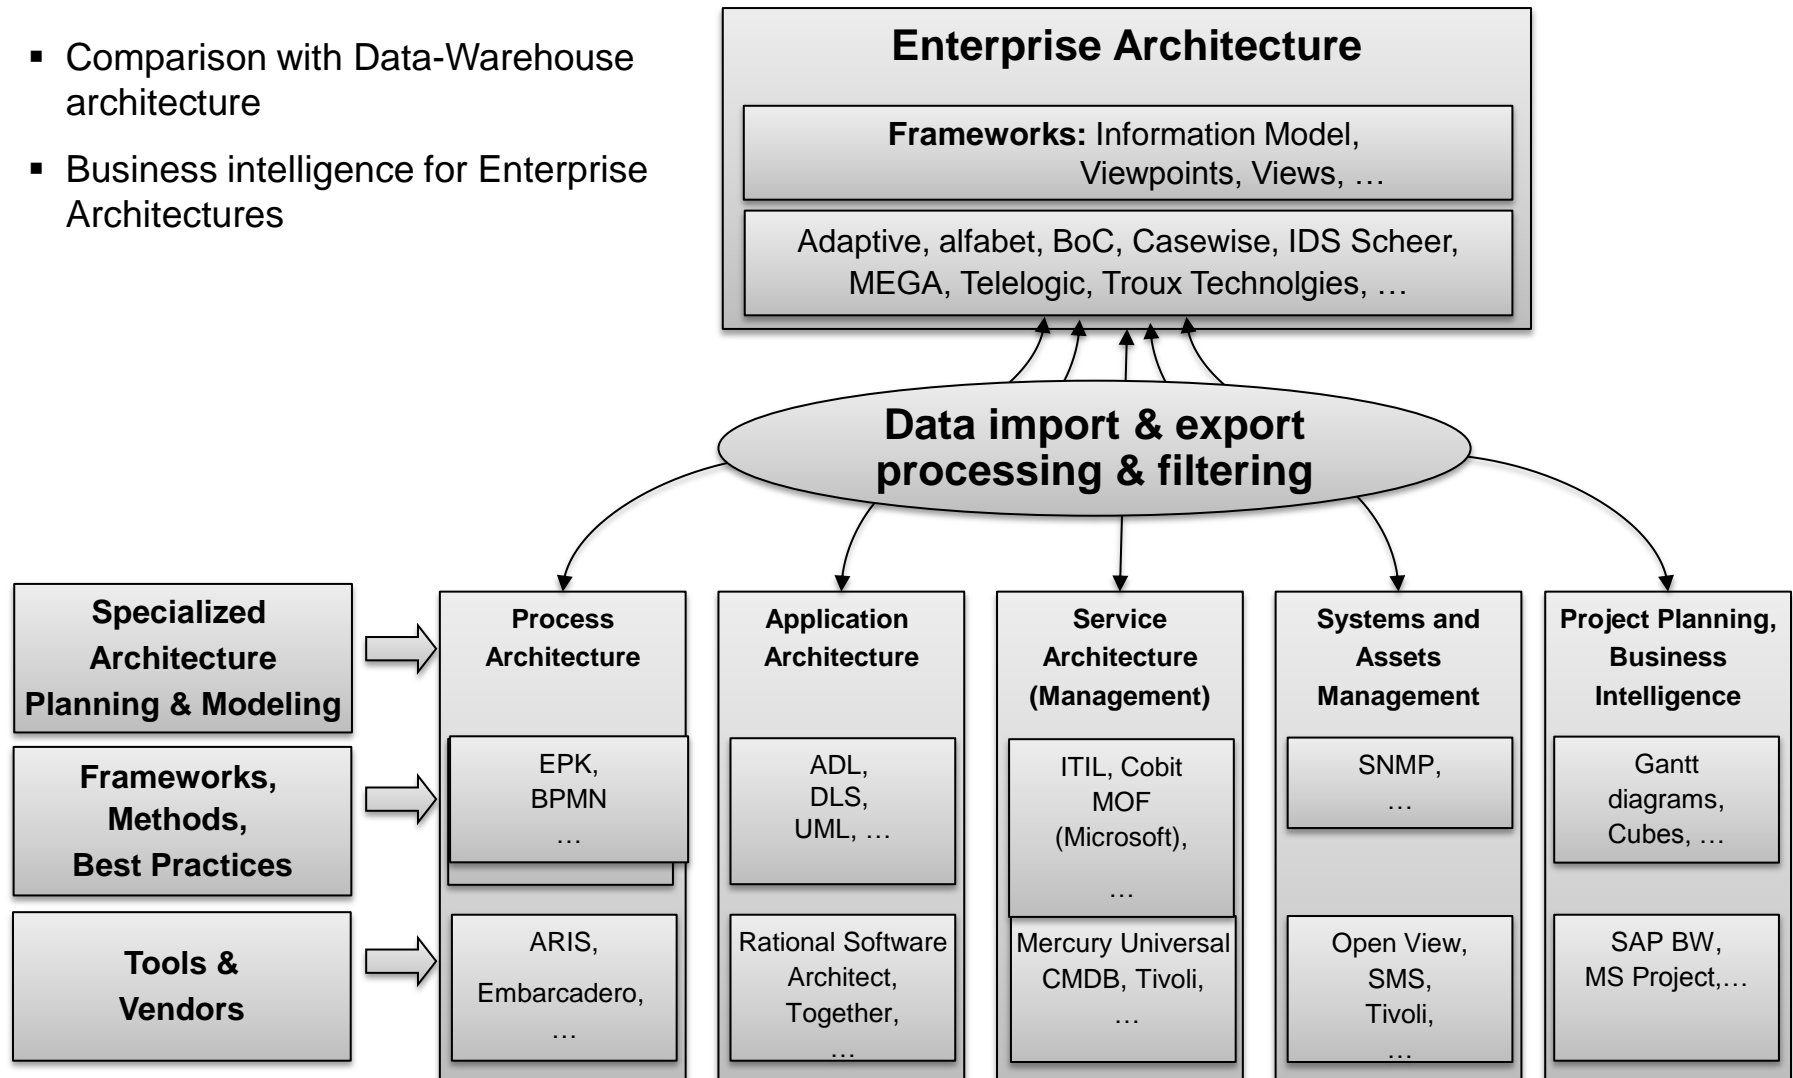 ▪ Comparison with Data-Warehouse
architecture
▪ Business intelligence for Enterprise
Architectures
Enterprise Architecture
Frameworks: Information Model,
Viewpoints, Views, …
Adaptive, alfabet, BoC, Casewise, IDS Scheer,
MEGA, Telelogic, Troux Technolgies, …
Data import & export
processing & filtering
Specialized
Architecture
Planning & Modeling
Process
Architecture
Application
Architecture
Service
Architecture
(Management)
Systems and
Assets
Management
Project Planning,
Business
Intelligence
Frameworks,
Methods,
Best Practices
EPK,
BPMN
…
ADL,
DLS,
UML, …
ITIL, Cobit
MOF
(Microsoft),
…
SNMP,
…
Gantt
diagrams,
Cubes, …
Tools &
Vendors
ARIS,
Embarcadero,
…
Rational Software
Architect,
Together,
…
Mercury Universal
CMDB, Tivoli,
…
Open View,
SMS,
Tivoli,
…
SAP BW,
MS Project,…